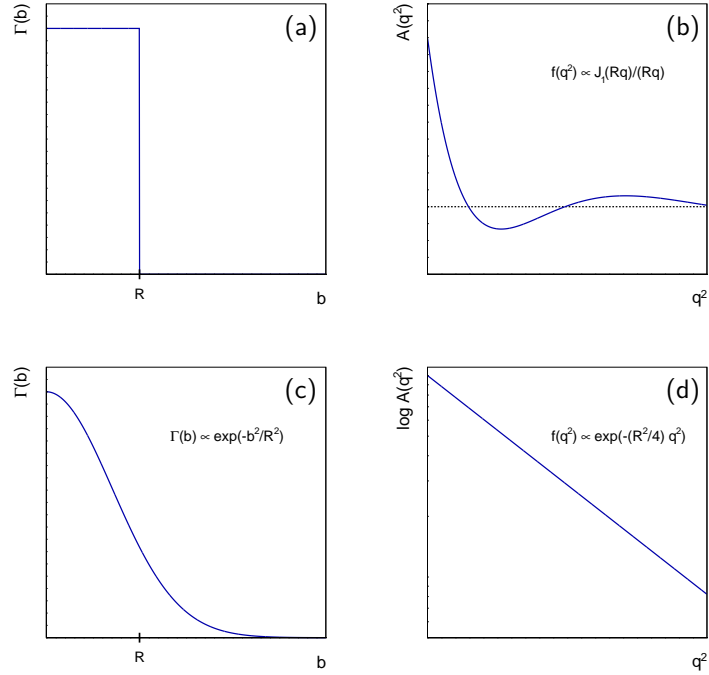 Γ(b)
(a)
R
b
A(q²)
(b)
f(q²) ∝ J₁(Rq)/(Rq)
q²
Γ(b)
(c)
Γ(b) ∝ exp(-b²/R²)
R
b
log A(q²)
(d)
f(q²) ∝ exp(-(R²/4) q²)
q²